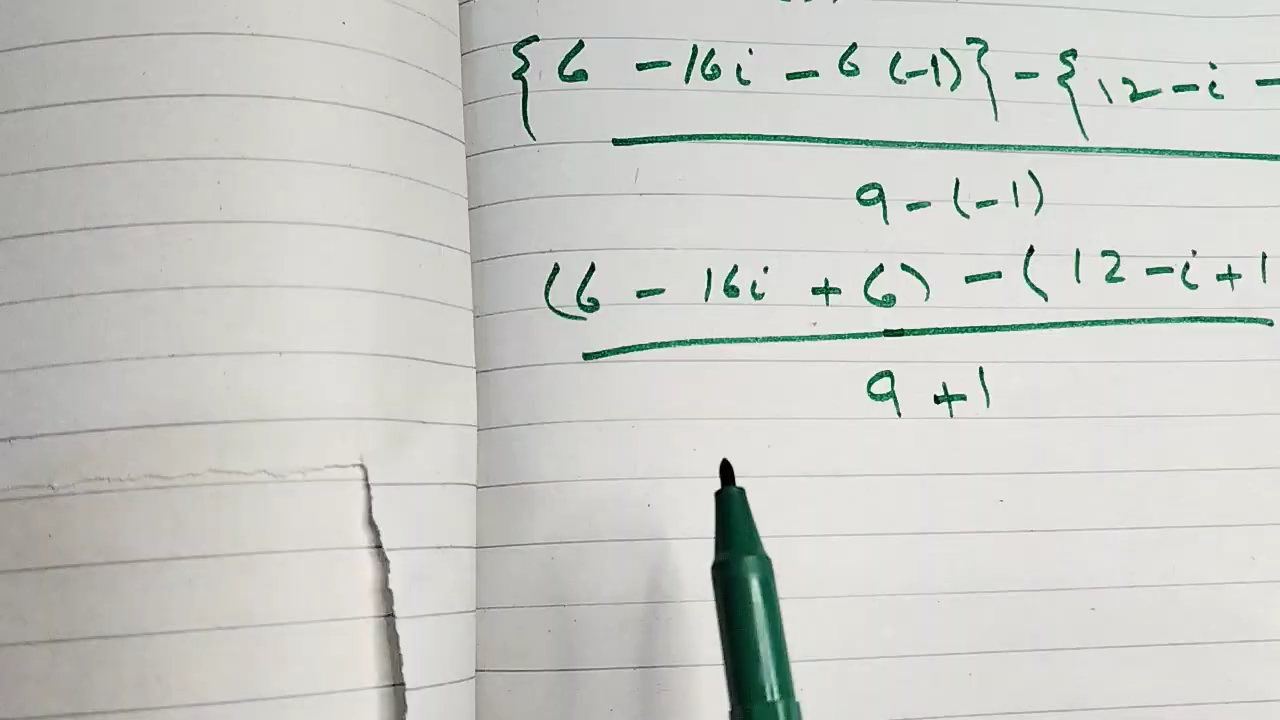 {6 - 16i - 6 (-1)} - {12 - i -
9 - (-1)
(6 - 16i + 6) - (12 - i + 1
9 + 1